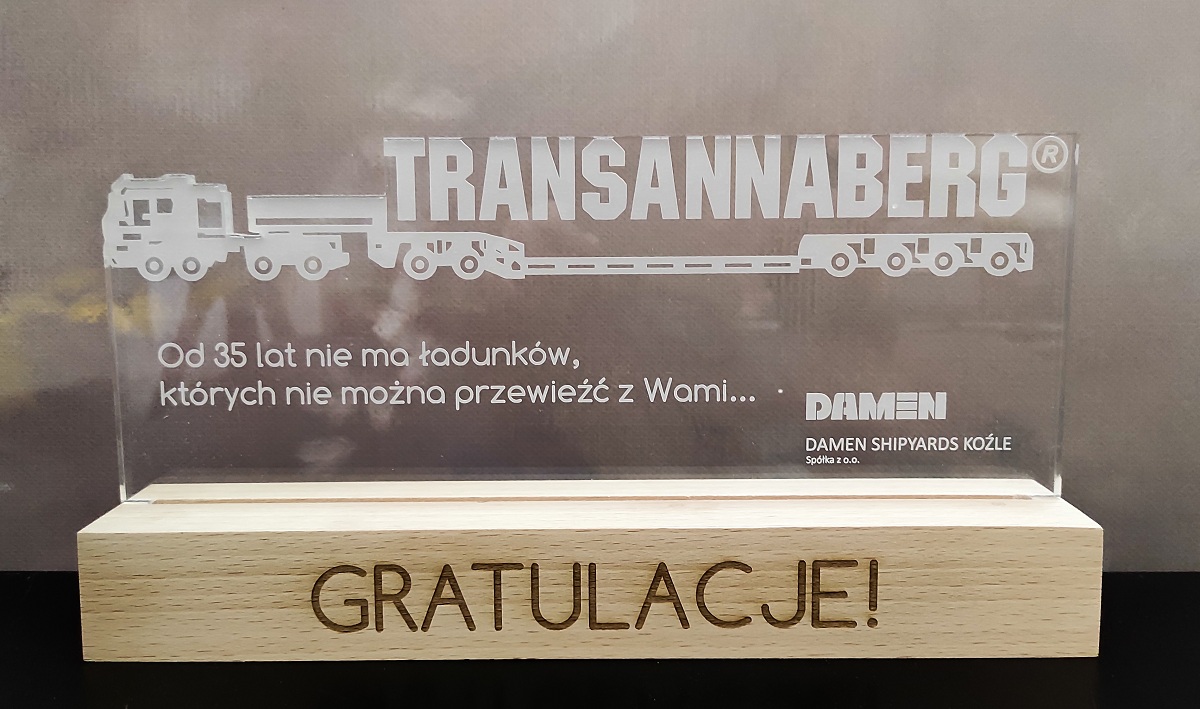 TRANSANNABERG®
Od 35 lat nie ma ładunków,
których nie można przewieźć z Wami...
DAMEN
DAMEN SHIPYARDS KOŹLE
Spółka z o.o.
GRATULACJE!